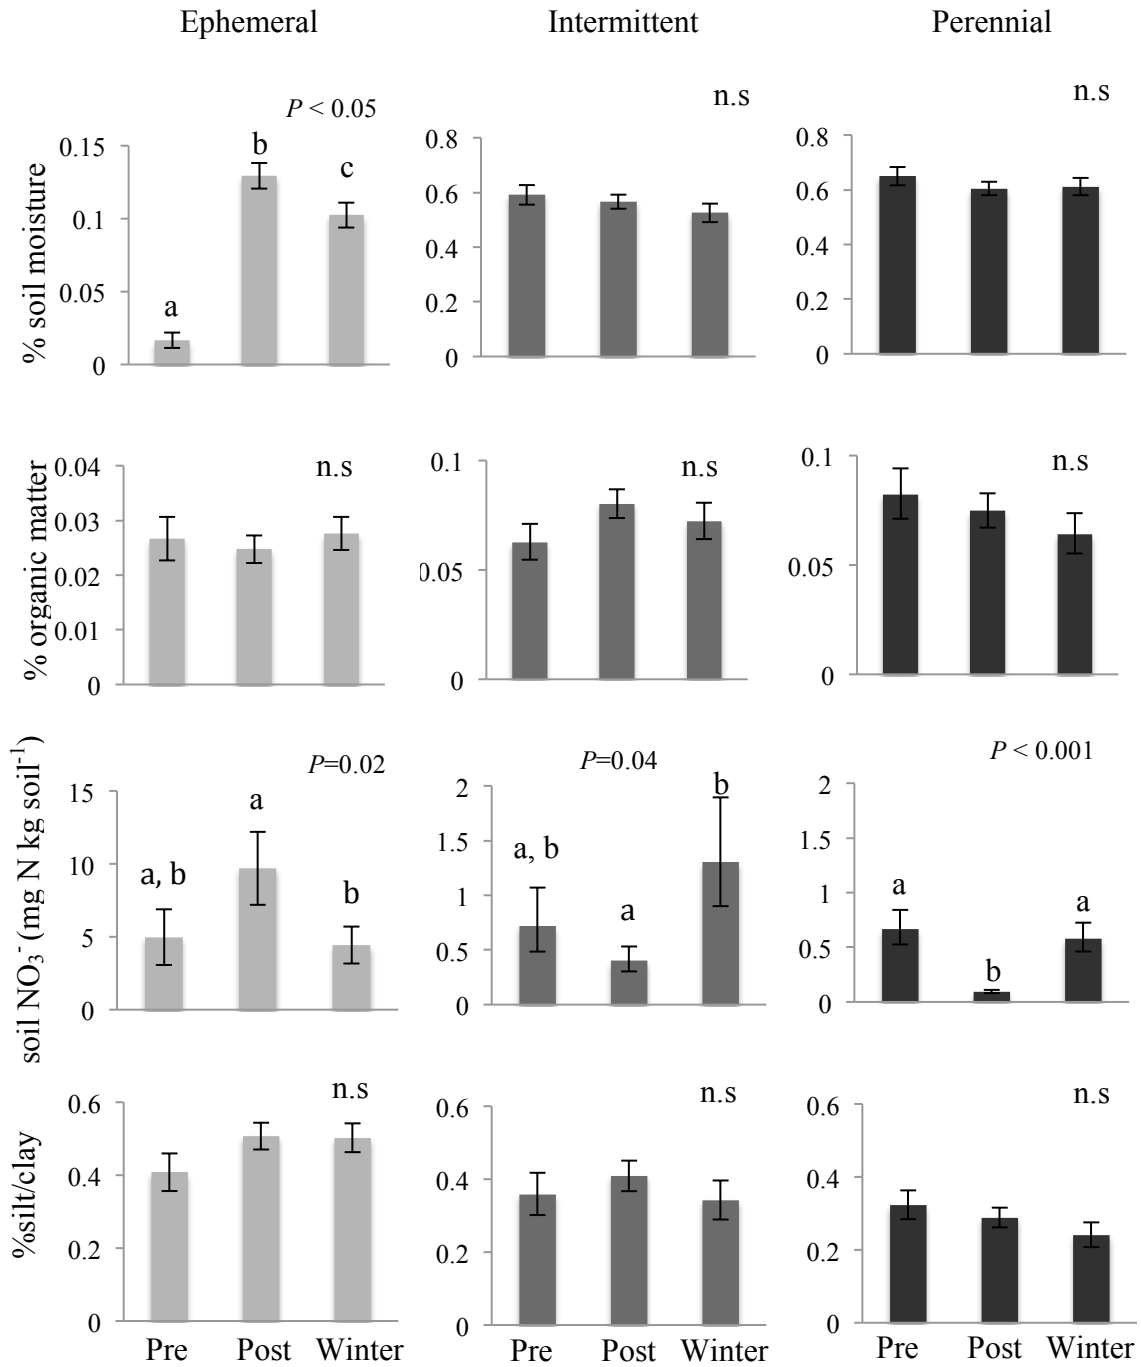 Ephemeral Intermittent Perennial
% soil moisture
P < 0.05
0.15
0.1
0.05
0
a
b
c
n.s
0.8
0.6
0.4
0.2
0
n.s
0.8
0.6
0.4
0.2
0
% organic matter
n.s
0.04
0.03
0.02
0.01
0
n.s
0.1
0.05
0
n.s
0.1
0.05
0
soil NO₃⁻ (mg N kg soil⁻¹)
P=0.02
15
10
5
0
a, b
a
b
P=0.04
2
1.5
1
0.5
0
a, b
a
b
P < 0.001
2
1.5
1
0.5
0
a
b
a
%silt/clay
n.s
0.6
0.4
0.2
0
n.s
0.6
0.4
0.2
0
n.s
0.6
0.4
0.2
0
Pre Post Winter Pre Post Winter Pre Post Winter